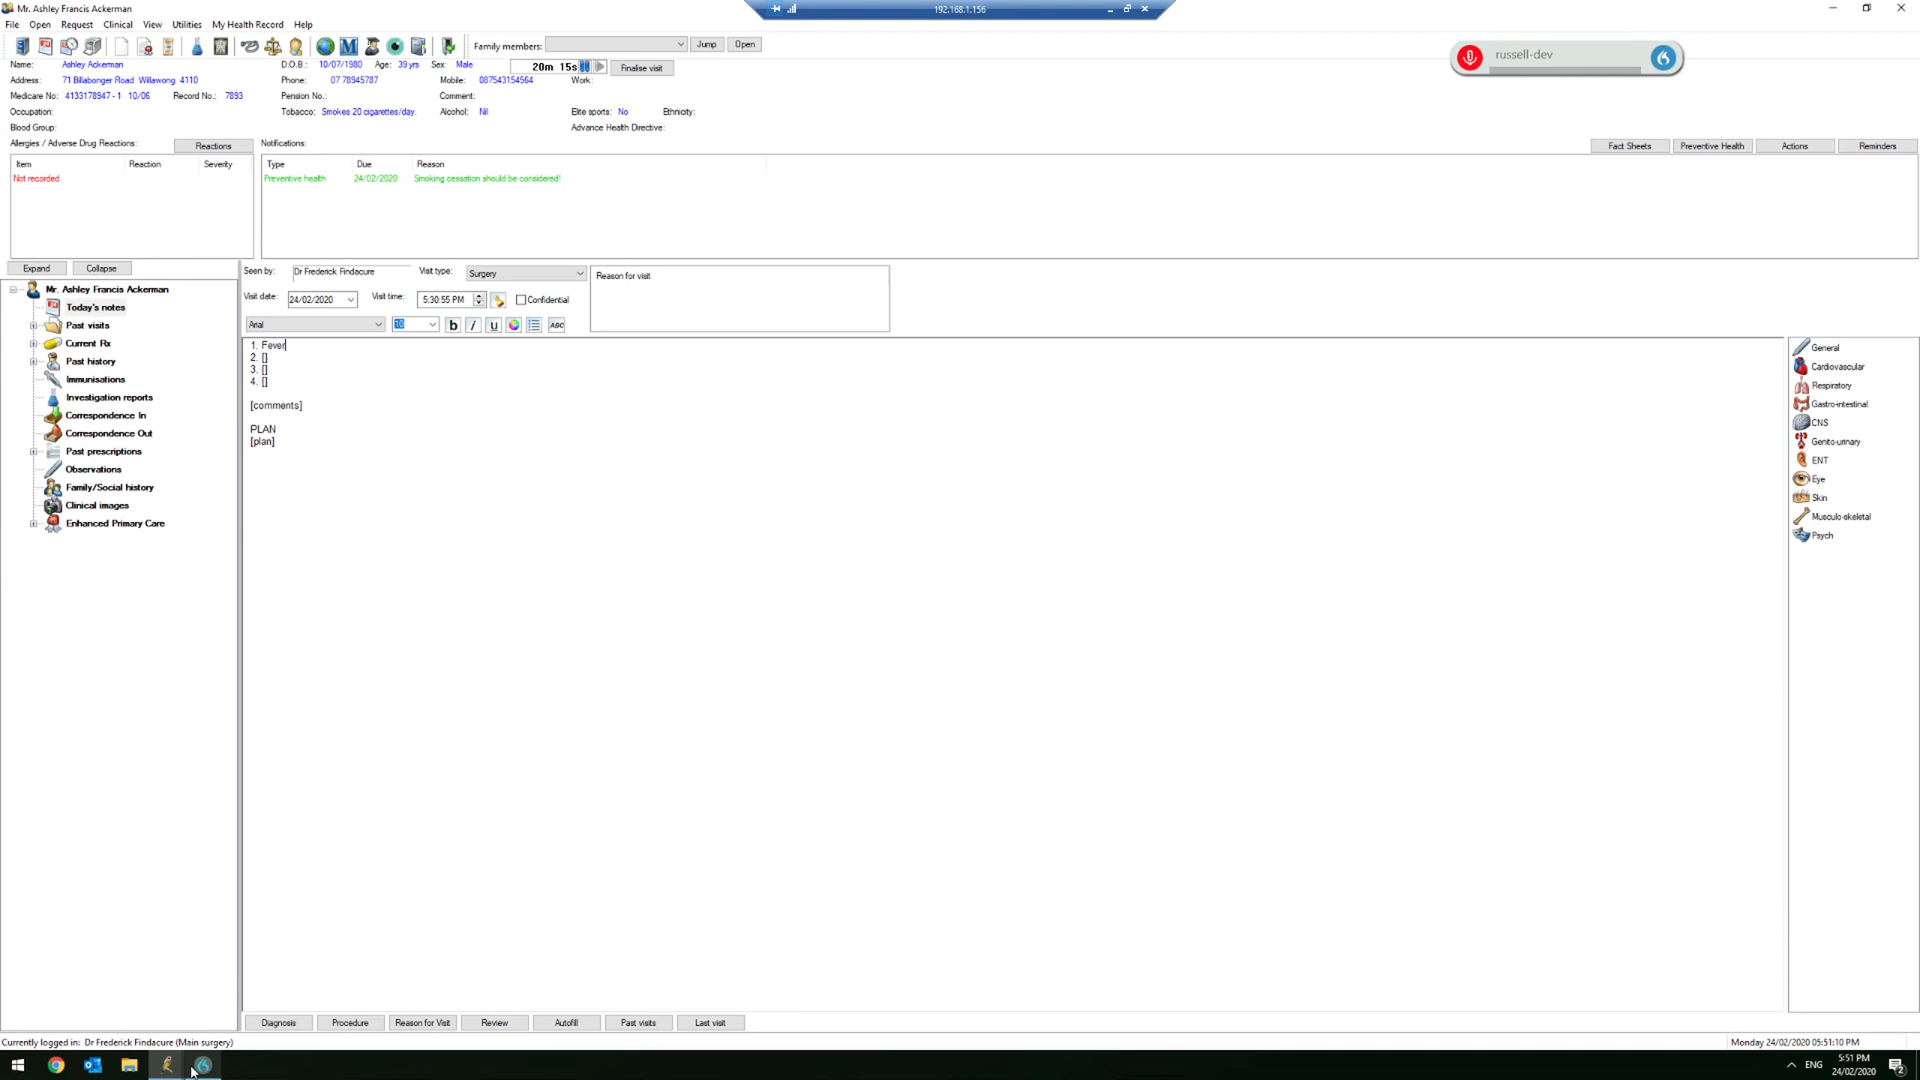 Mr. Ashley Francis Ackerman
192.168.1.156
File Open Request Clinical View Utilities My Health Record Help
Family members: Jump Open
russell-dev
Name: Ashley Ackerman D.O.B.: 10/07/1980 Age: 39 yrs Sex: Male 20m 15s Finalise visit
Address: 71 Billabonger Road Willawong 4110 Phone: 07 78945787 Mobile: 087543154564 Work:
Medicare No: 4133178947 - 1 10/06 Record No.: 7893 Pension No.: Comment:
Occupation: Tobacco: Smokes 20 cigarettes/day. Alcohol: Nil Elite sports: No Ethnicity:
Blood Group: Advance Health Directive:
Allergies / Adverse Drug Reactions: Reactions Notifications: Fact Sheets Preventive Health Actions Reminders
Item Reaction Severity Type Due Reason
Not recorded Preventive health 24/02/2020 Smoking cessation should be considered!
Expand Collapse Seen by: Dr Frederick Findacure Visit type: Surgery Reason for visit
Visit date: 24/02/2020 Visit time: 5:30:55 PM Confidential
Arial 10 b i u ABC
Mr. Ashley Francis Ackerman
Today's notes
Past visits
Current Rx
Past history
Immunisations
Investigation reports
Correspondence In
Correspondence Out
Past prescriptions
Observations
Family/Social history
Clinical images
Enhanced Primary Care
1. Fever
2. []
3. []
4. []
[comments]
PLAN
[plan]
General
Cardiovascular
Respiratory
Gastro-intestinal
CNS
Genito-urinary
ENT
Eye
Skin
Musculo-skeletal
Psych
Diagnosis Procedure Reason for Visit Review Autofill Past visits Last visit
Currently logged in: Dr Frederick Findacure (Main surgery) Monday 24/02/2020 05:51:10 PM
ENG 5:51 PM
24/02/2020 2